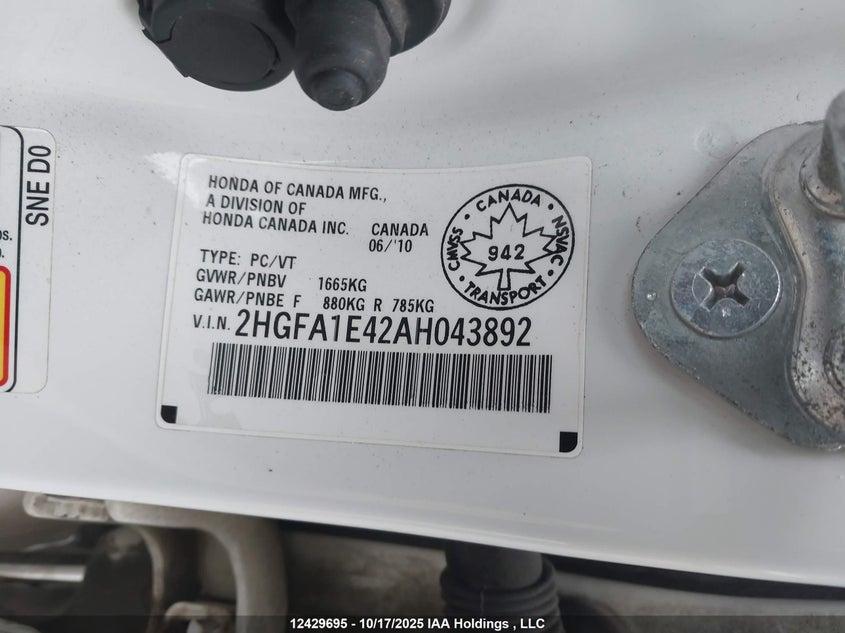 SNE D0
HONDA OF CANADA MFG.,
A DIVISION OF
HONDA CANADA INC. CANADA
06/'10
TYPE: PC/VT
GVWR/PNBV 1665KG
GAWR/PNBE F 880KG R 785KG
V.I.N. 2HGFA1E42AH043892
CANADA • NSVAC • TRANSPORT • CMVSS •
942
12429695 - 10/17/2025 IAA Holdings , LLC